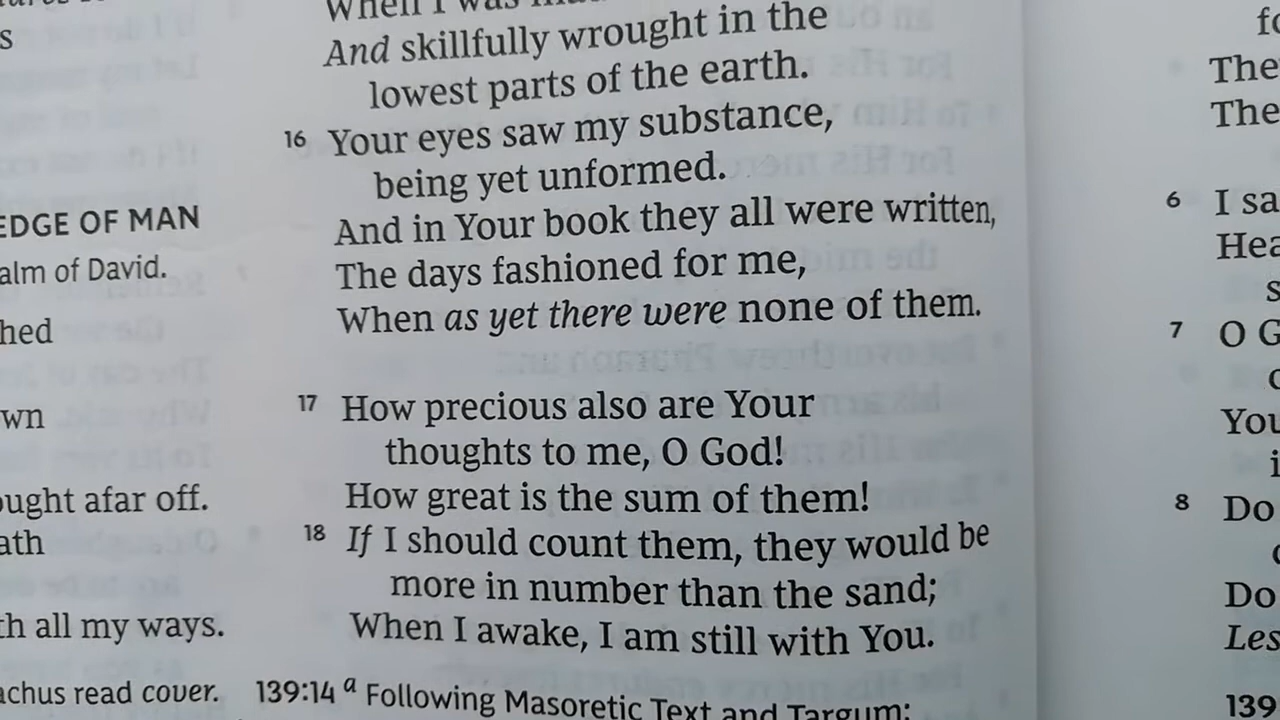 s
EDGE OF MAN
alm of David.
hed
wn
ought afar off.
ath
th all my ways.
achus read cover.
When I was
And skillfully wrought in the
lowest parts of the earth.
16 Your eyes saw my substance,
being yet unformed.
And in Your book they all were written,
The days fashioned for me,
When as yet there were none of them.
17 How precious also are Your
thoughts to me, O God!
How great is the sum of them!
18 If I should count them, they would be
more in number than the sand;
When I awake, I am still with You.
139:14 a Following Masoretic Text and Targum;
fo
The
The
6 I sa
Hea
s
7 O G
You
i
8 Do
Do
Les
139